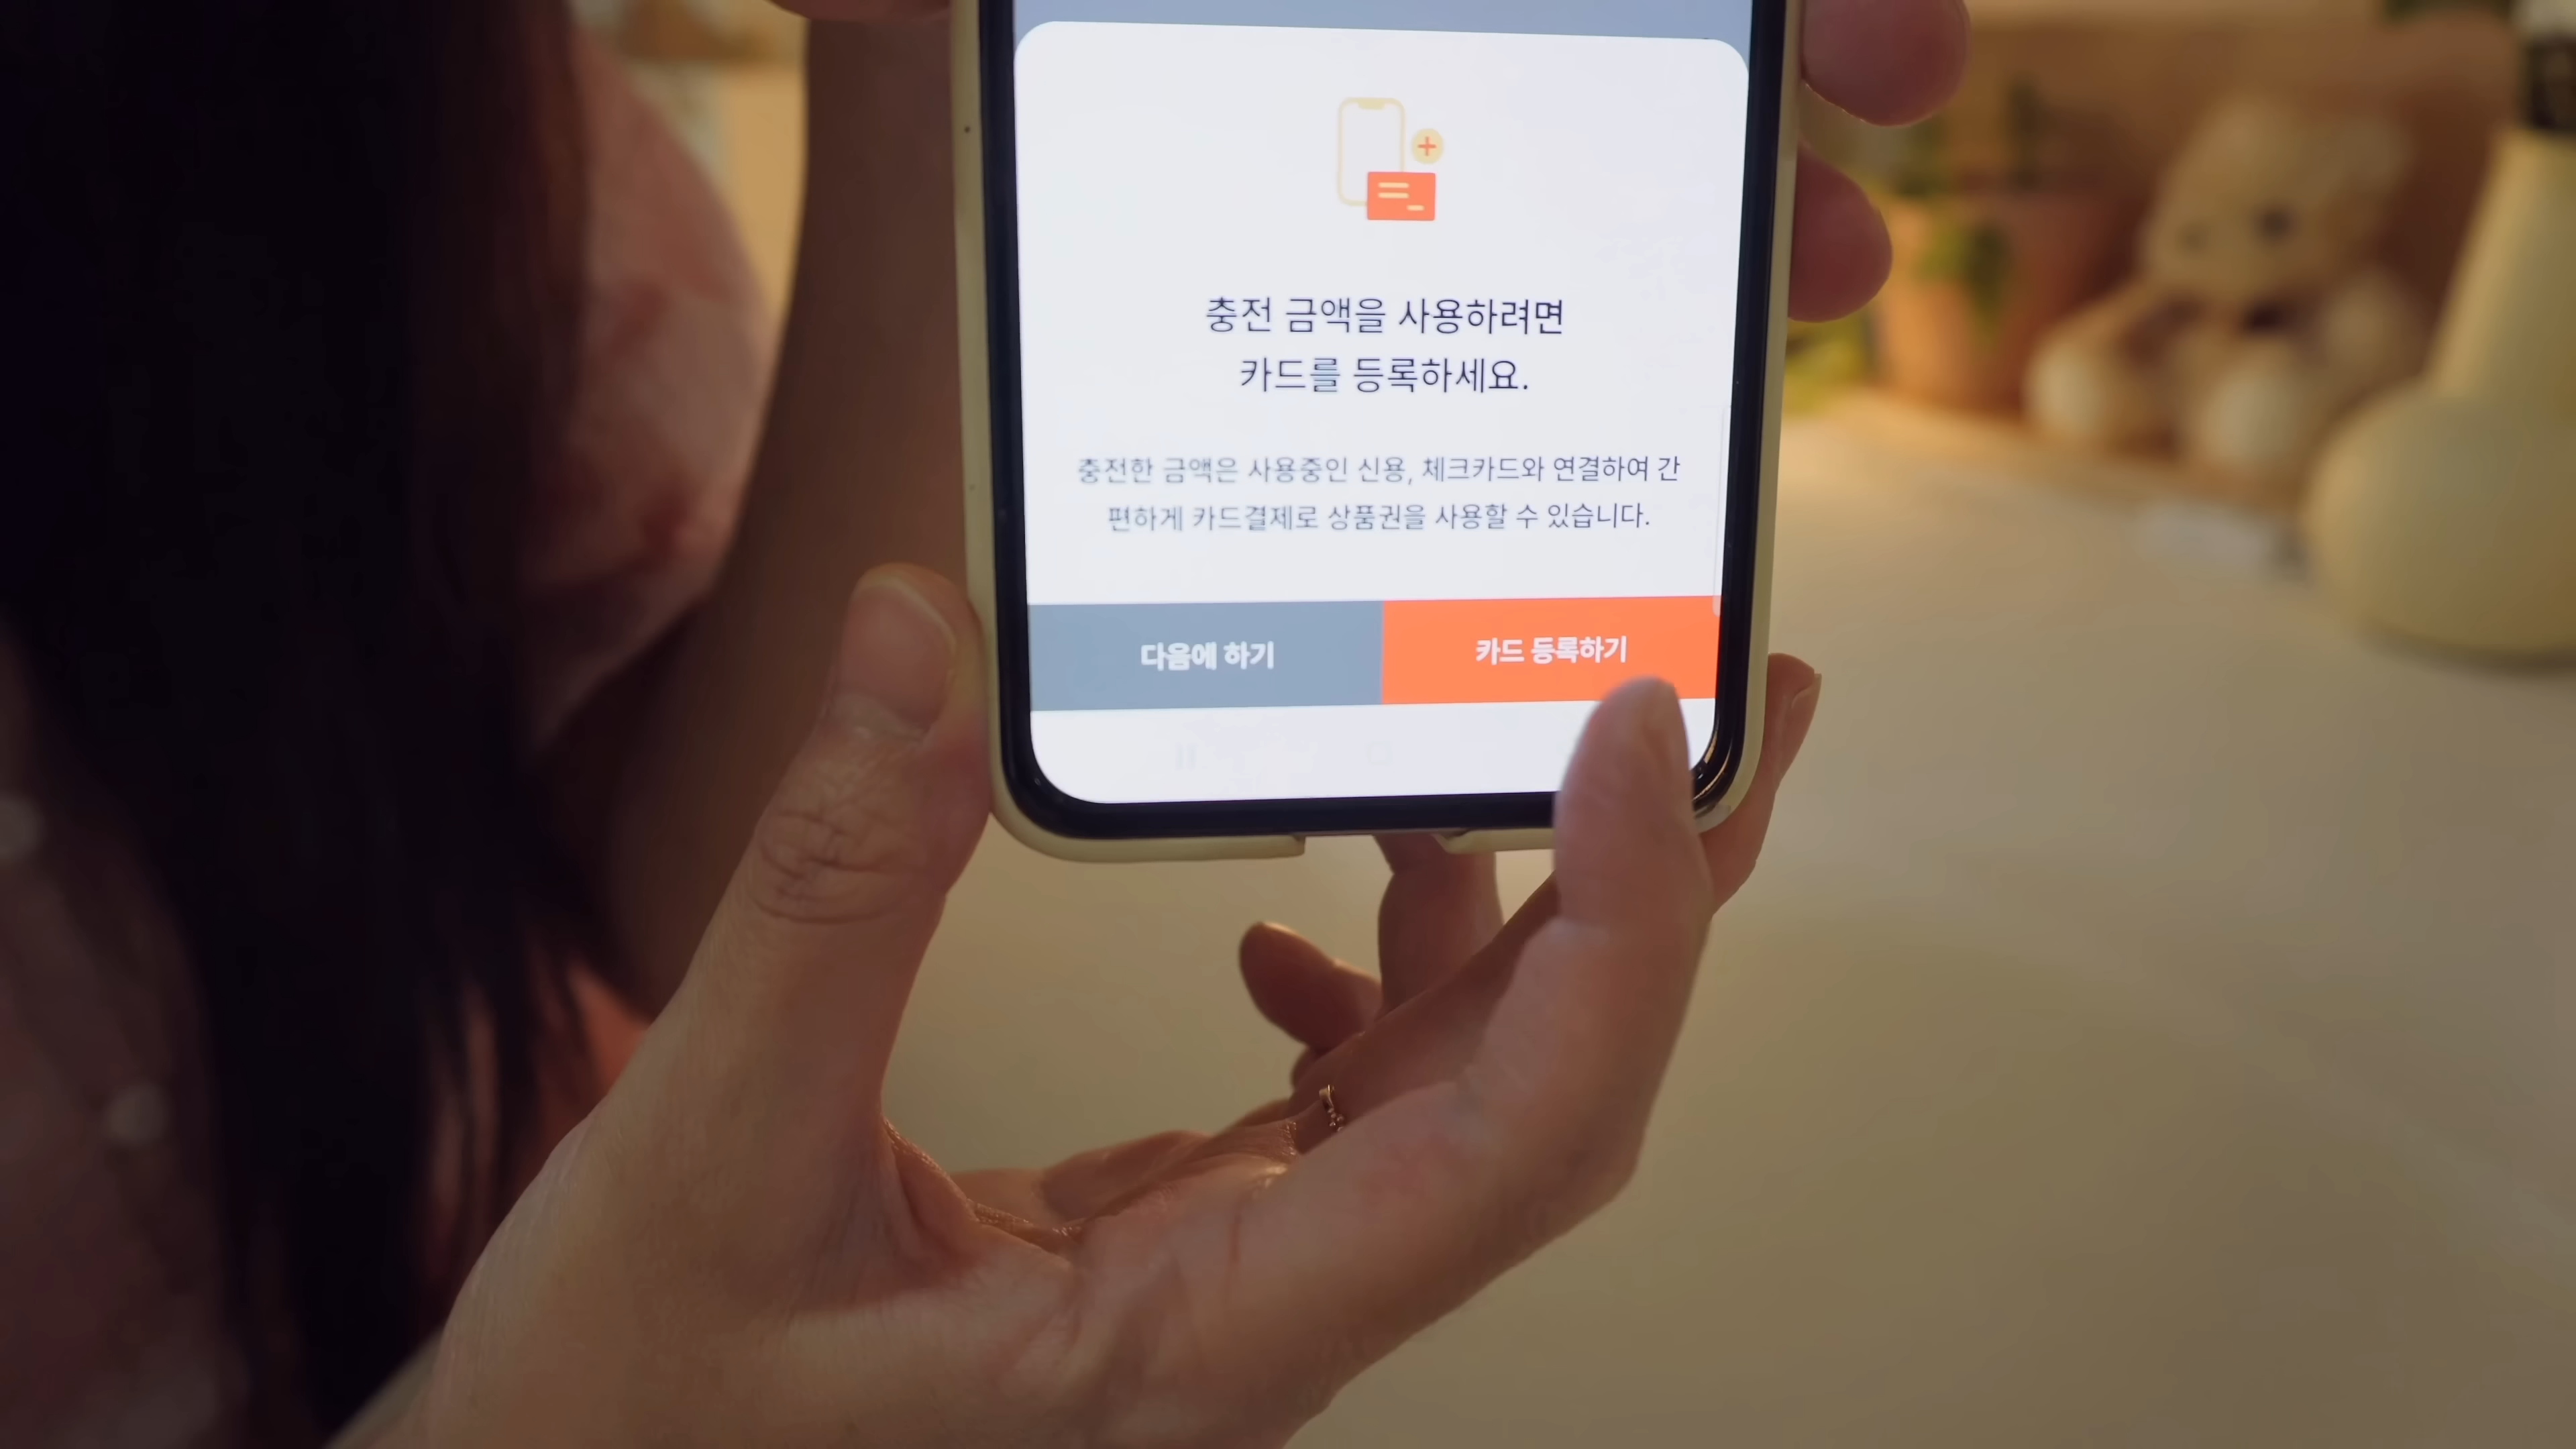 충전 금액을 사용하려면
카드를 등록하세요.
충전한 금액은 사용중인 신용, 체크카드와 연결하여 간
편하게 카드결제로 상품권을 사용할 수 있습니다.
다음에 하기
카드 등록하기